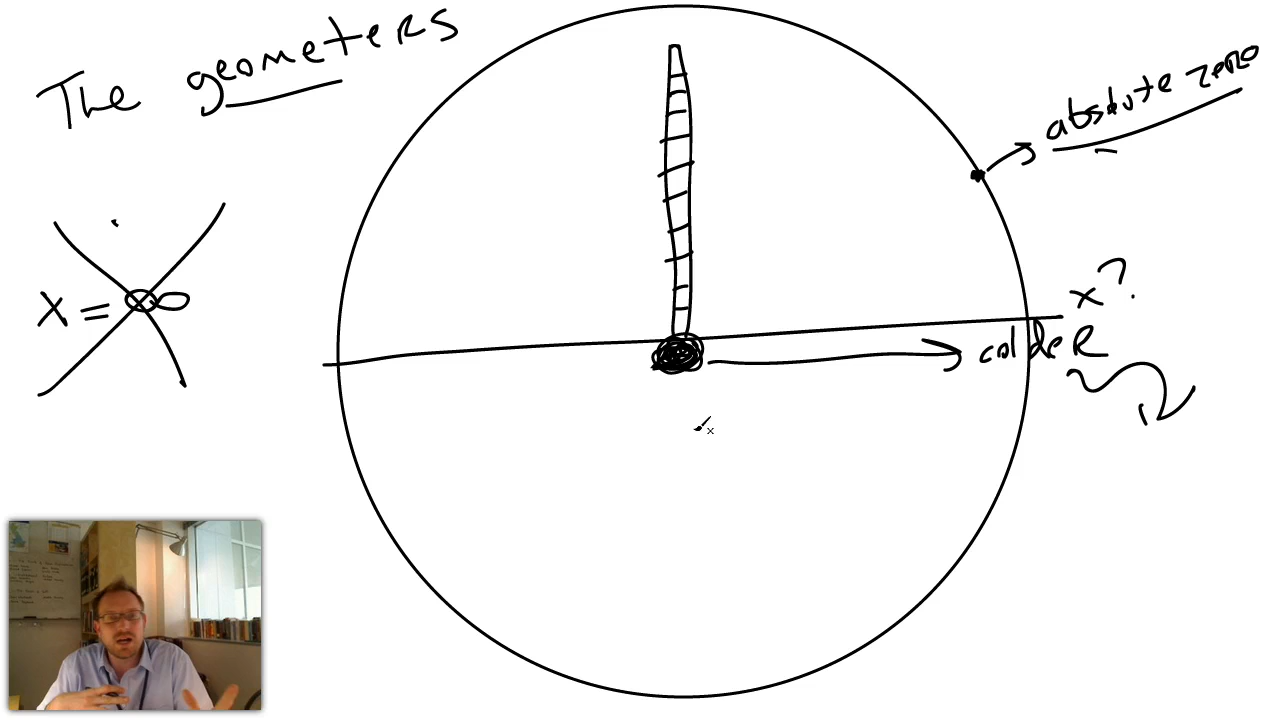 The geometers
absolute zero
x = ∞
x?
colder